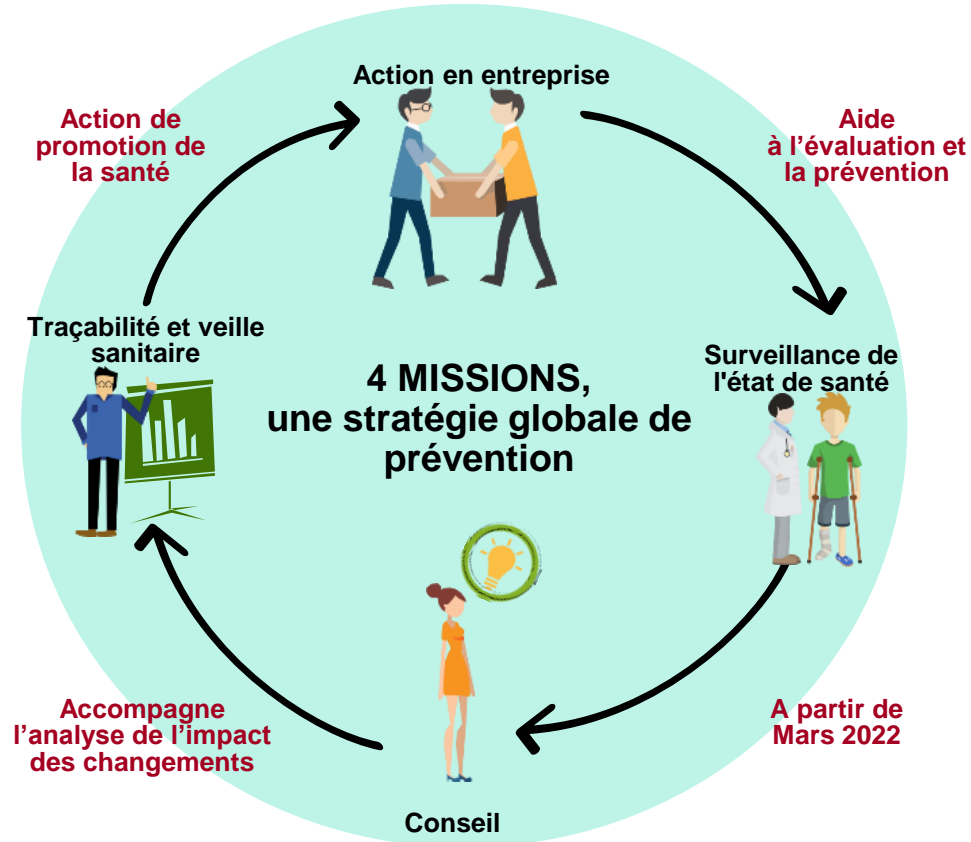 Action en entreprise
Action de
promotion de
la santé
Aide
à l’évaluation et
la prévention
Traçabilité et veille
sanitaire
Surveillance de
l'état de santé
4 MISSIONS,
une stratégie globale de
prévention
Accompagne
l’analyse de l’impact
des changements
A partir de
Mars 2022
Conseil